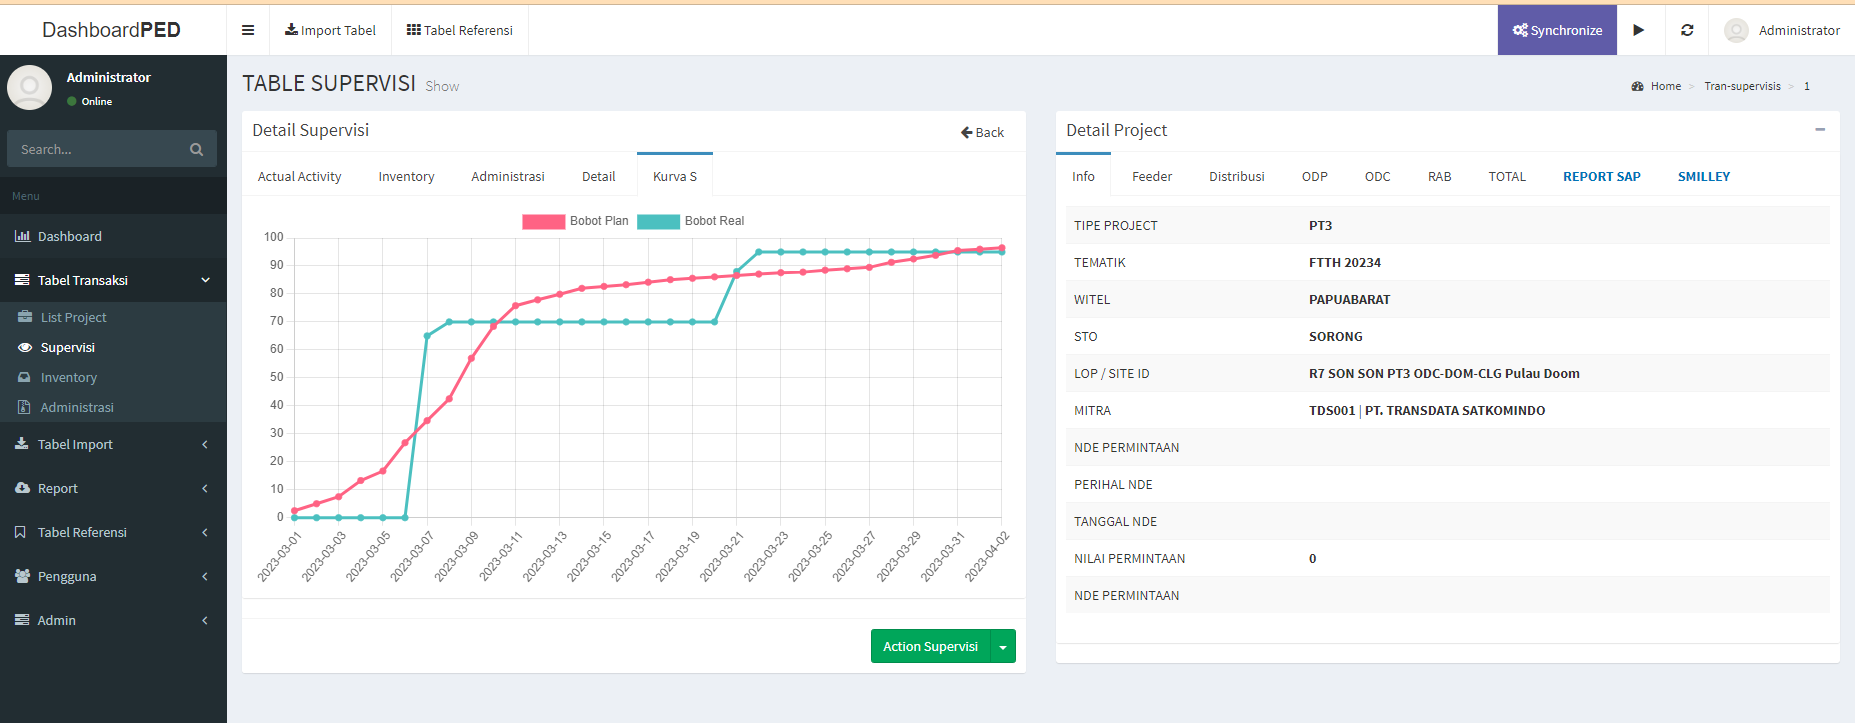 DashboardPED
Import Tabel
Tabel Referensi
Synchronize
Administrator
Administrator
Online
Search...
Menu
Dashboard
Tabel Transaksi
List Project
Supervisi
Inventory
Administrasi
Tabel Import
Report
Tabel Referensi
Pengguna
Admin
TABLE SUPERVISI Show
Home > Tran-supervisis > 1
Detail Supervisi
Back
Actual Activity Inventory Administrasi Detail Kurva S
Bobot Plan Bobot Real
100
90
80
70
60
50
40
30
20
10
0
2023-03-01
2023-03-03
2023-03-05
2023-03-07
2023-03-09
2023-03-11
2023-03-13
2023-03-15
2023-03-17
2023-03-19
2023-03-21
2023-03-23
2023-03-25
2023-03-27
2023-03-29
2023-03-31
2023-04-02
Action Supervisi
Detail Project
Info Feeder Distribusi ODP ODC RAB TOTAL REPORT SAP SMILLEY
TIPE PROJECT PT3
TEMATIK FTTH 20234
WITEL PAPUABARAT
STO SORONG
LOP / SITE ID R7 SON SON PT3 ODC-DOM-CLG Pulau Doom
MITRA TDS001 | PT. TRANSDATA SATKOMINDO
NDE PERMINTAAN
PERIHAL NDE
TANGGAL NDE
NILAI PERMINTAAN 0
NDE PERMINTAAN